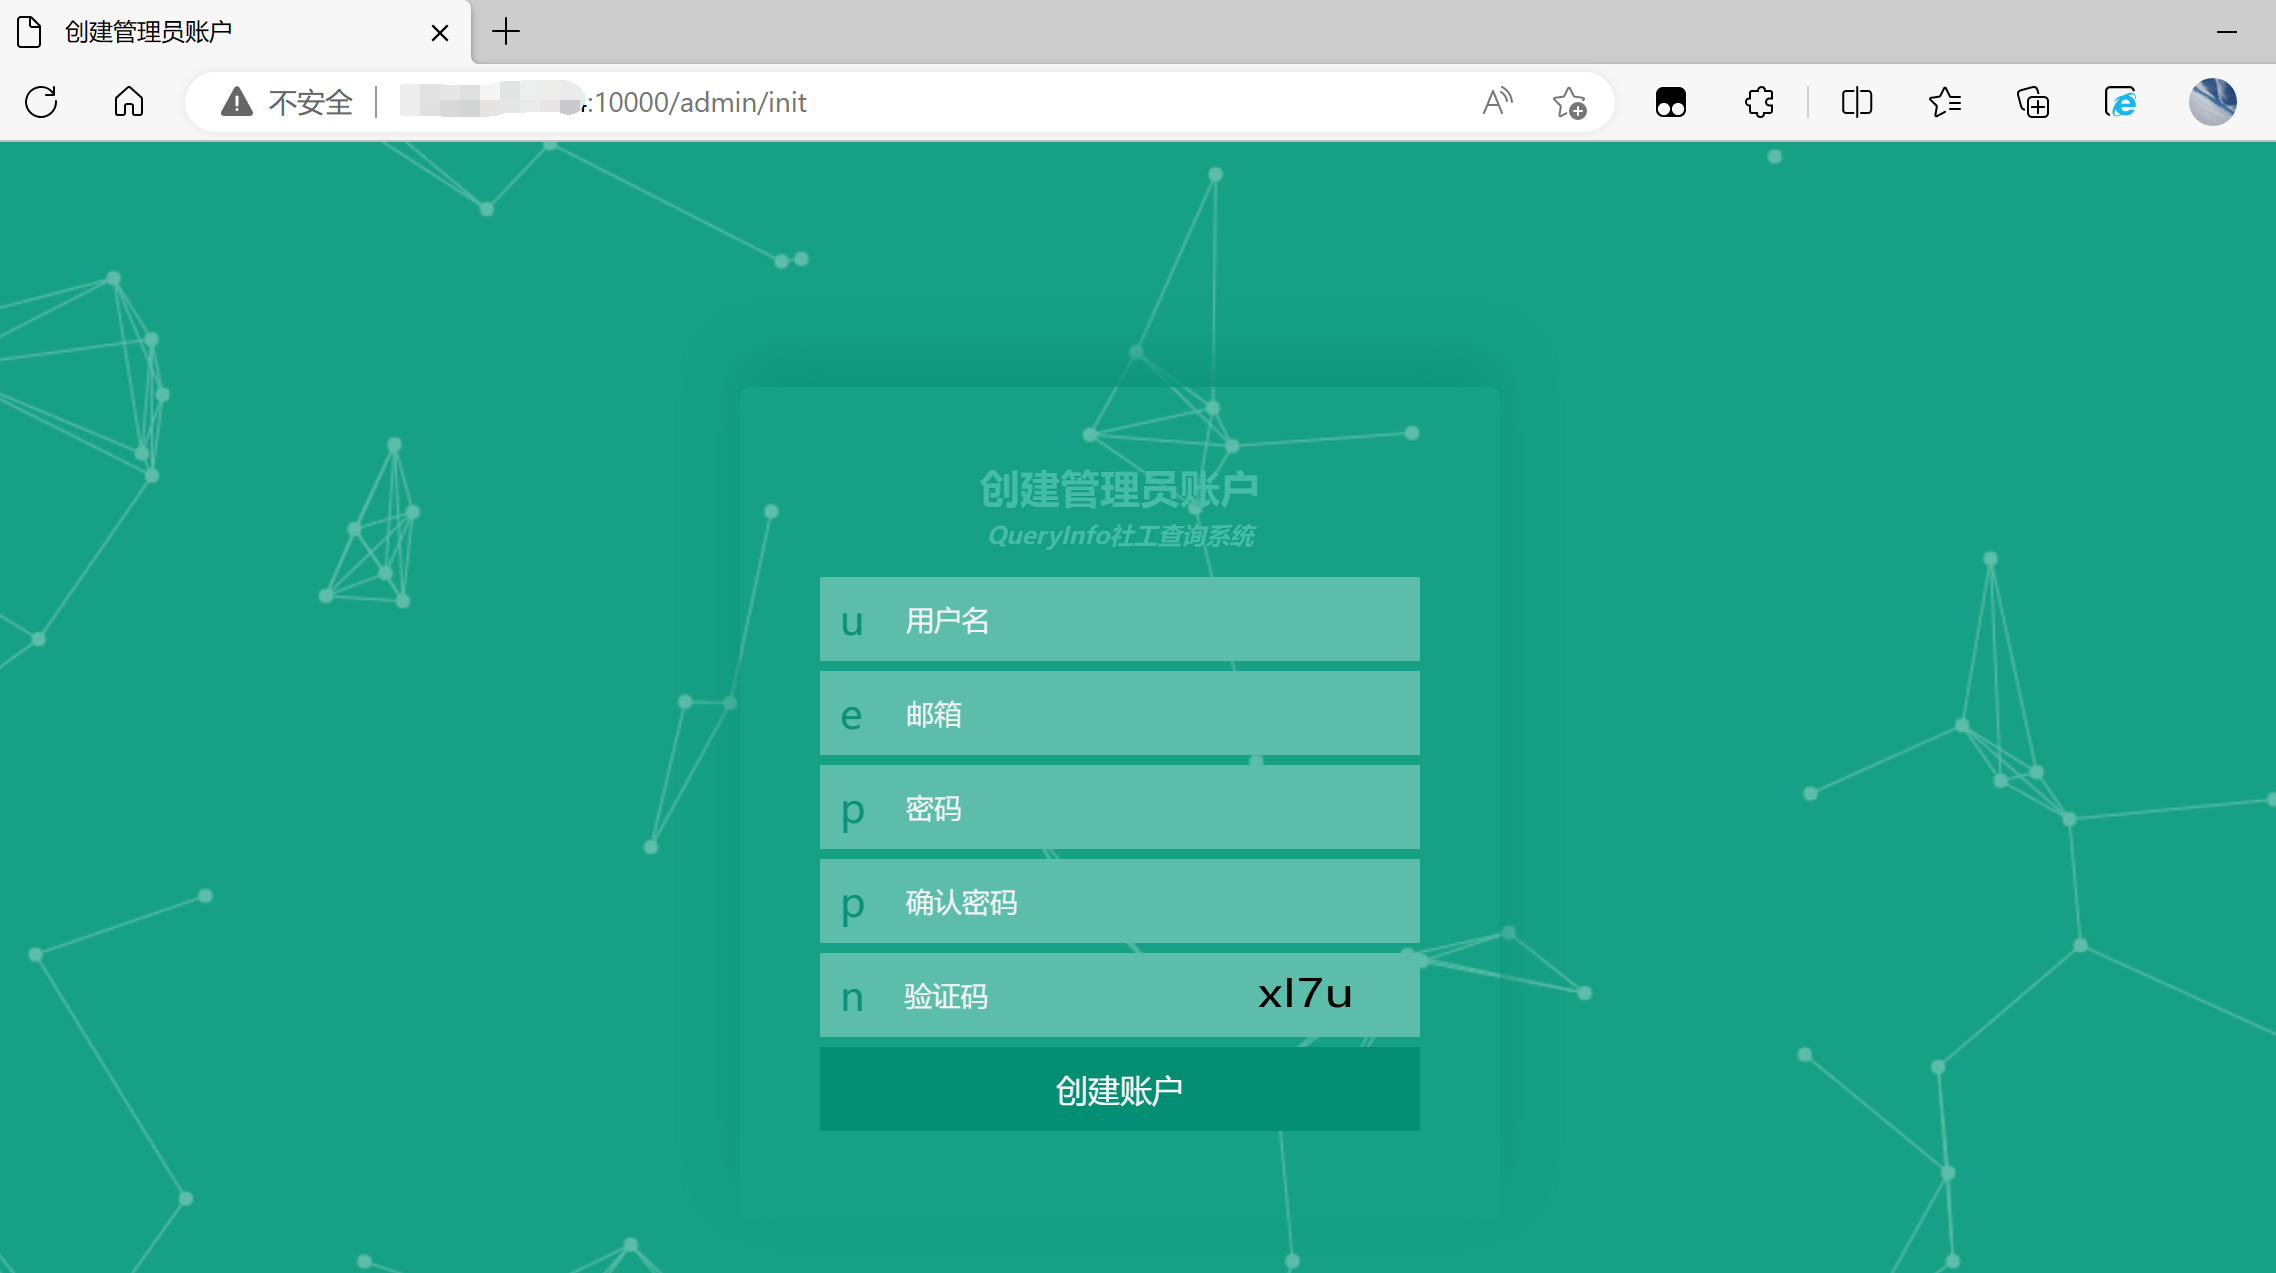 创建管理员账户
不安全
:10000/admin/init
创建管理员账户
QueryInfo社工查询系统
u 用户名
e 邮箱
p 密码
p 确认密码
n 验证码 xl7u
创建账户